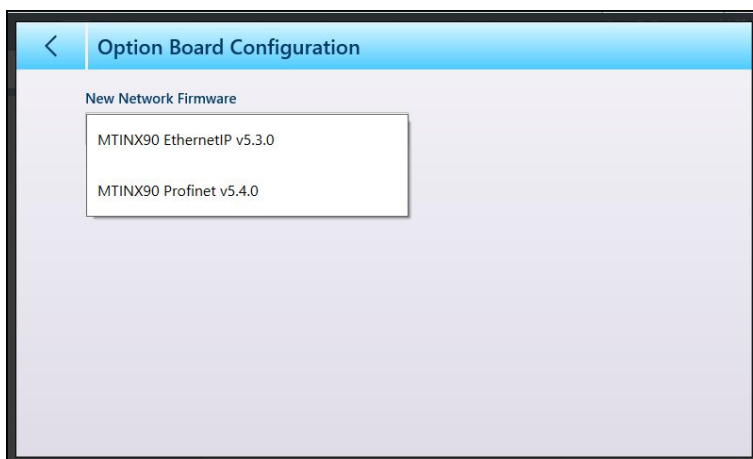 Option Board Configuration
New Network Firmware
MTINX90 EthernetIP v5.3.0
MTINX90 Profinet v5.4.0